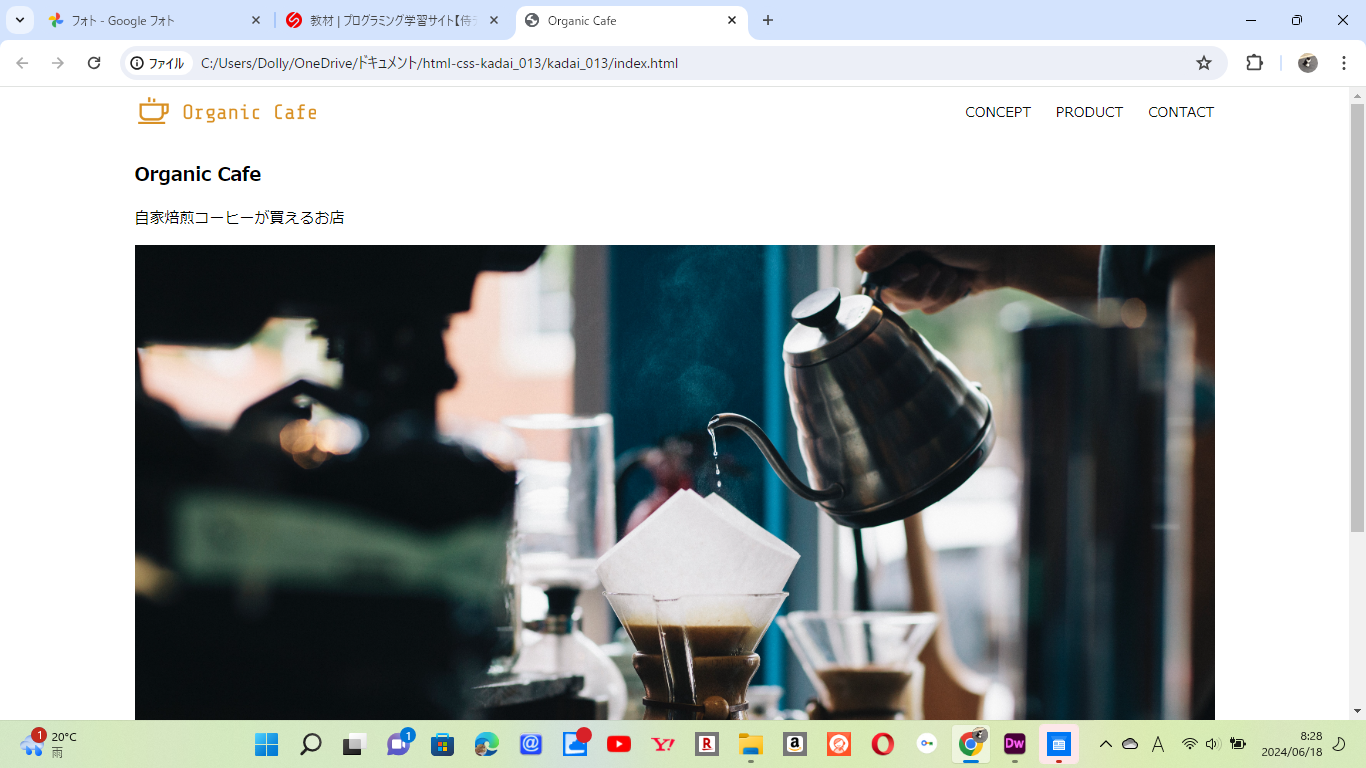 フォト - Google フォト
教材 | プログラミング学習サイト【侍テ
Organic Cafe
ファイル
C:/Users/Dolly/OneDrive/ドキュメント/html-css-kadai_013/kadai_013/index.html
Organic Cafe
CONCEPT PRODUCT CONTACT
Organic Cafe
自家焙煎コーヒーが買えるお店
1
20°C
雨
1
Y!
R
a
Dw
A
8:28
2024/06/18